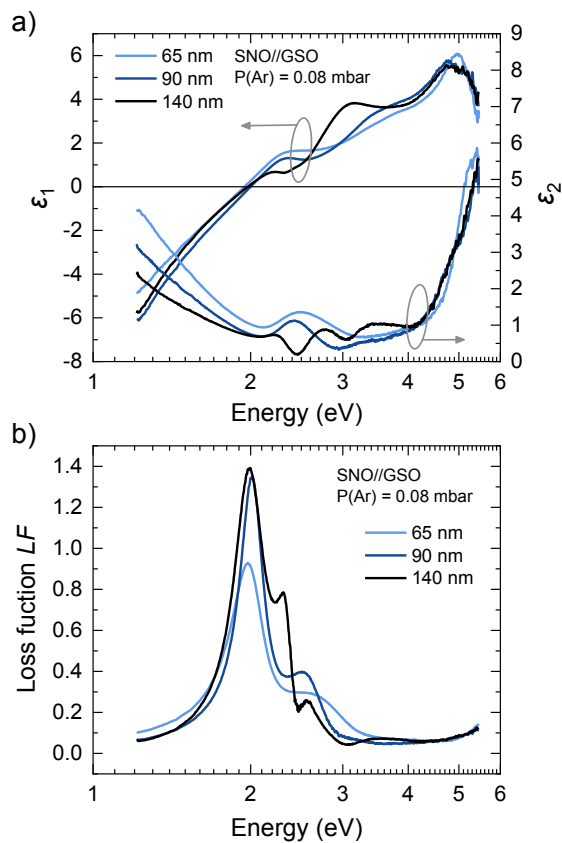 a)
65 nm
90 nm
140 nm
SNO//GSO
P(Ar) = 0.08 mbar
6
4
2
0
-2
-4
-6
-8
ε1
9
8
7
6
5
4
3
2
1
0
ε2
1 2 3 4 5 6
Energy (eV)
b)
SNO//GSO
P(Ar) = 0.08 mbar
65 nm
90 nm
140 nm
1.4
1.2
1.0
0.8
0.6
0.4
0.2
0.0
Loss fuction LF
1 2 3 4 5 6
Energy (eV)